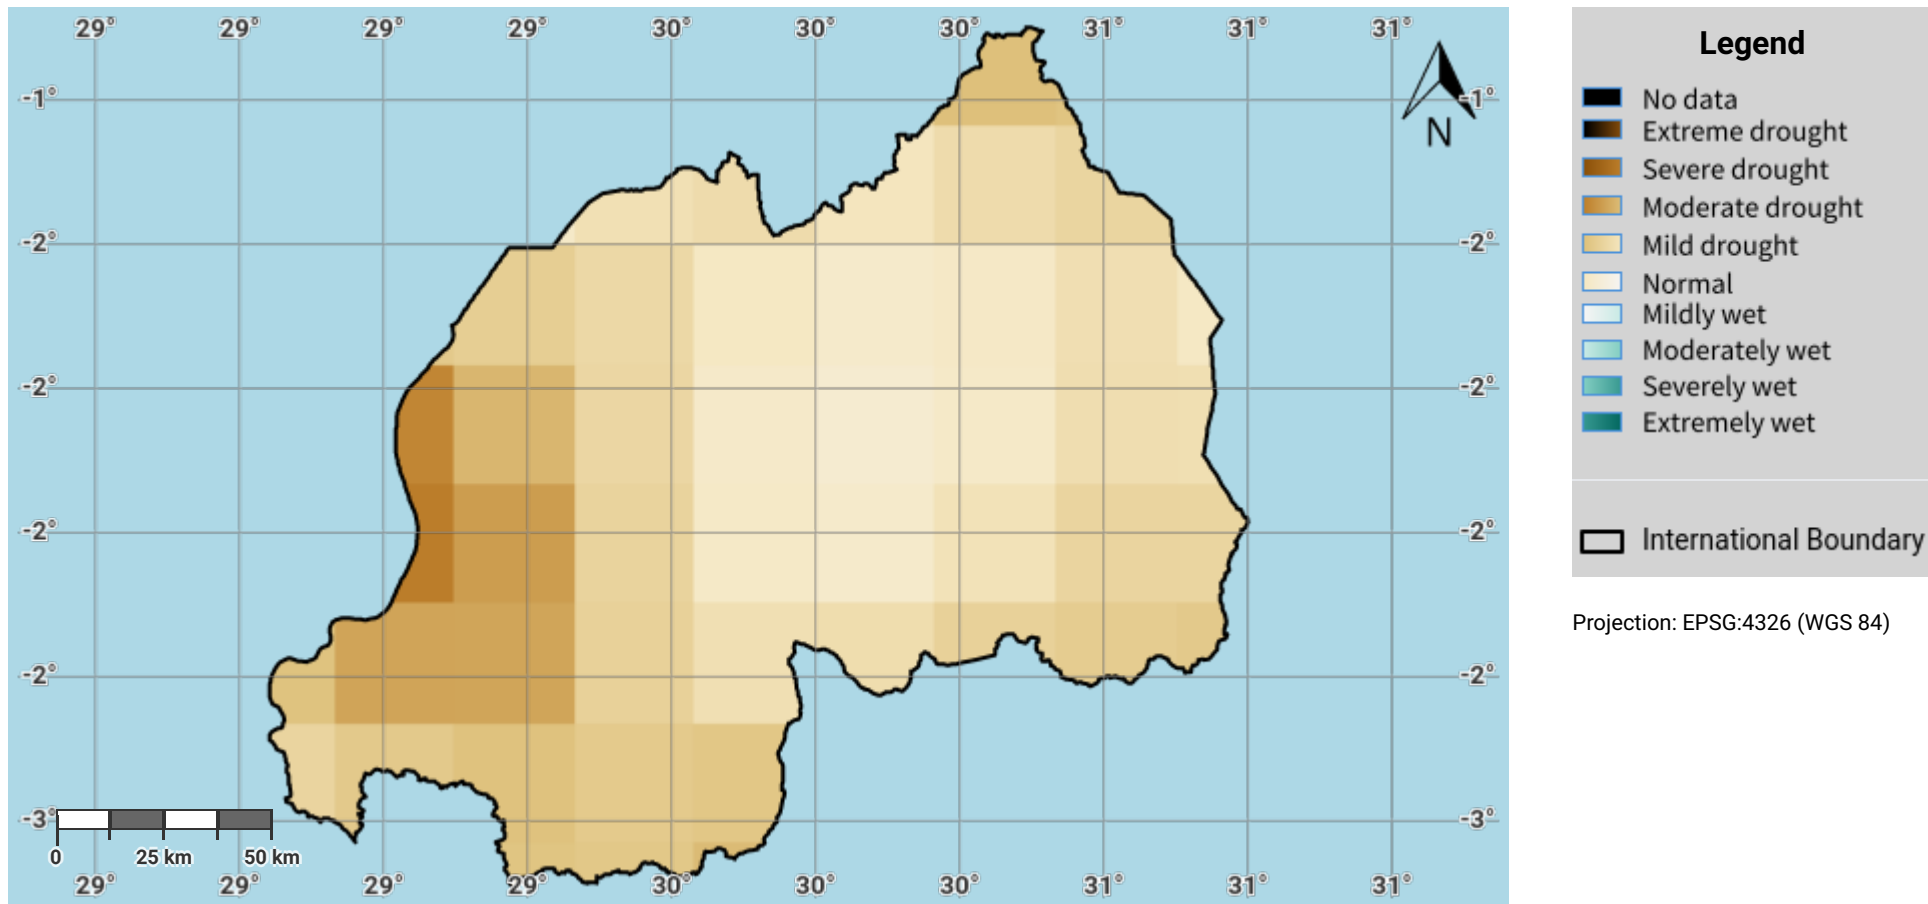 29° 29° 29° 29° 30° 30° 30° 31° 31° 31°
-1° -1°
N
-2° -2°
-2° -2°
-2° -2°
-2° -2°
-3° -3°
0 25 km 50 km
29° 29° 29° 29° 30° 30° 30° 31° 31° 31°
Legend
No data
Extreme drought
Severe drought
Moderate drought
Mild drought
Normal
Mildly wet
Moderately wet
Severely wet
Extremely wet
International Boundary
Projection: EPSG:4326 (WGS 84)